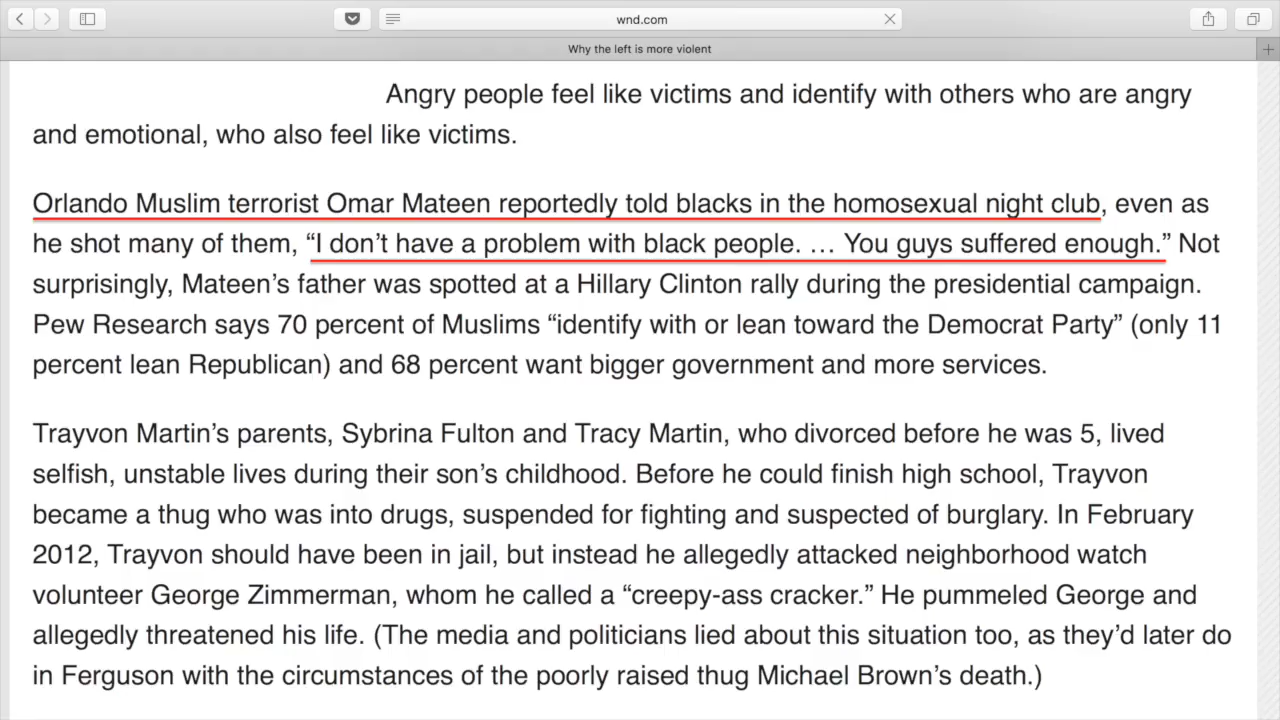 wnd.com
Why the left is more violent
Angry people feel like victims and identify with others who are angry
and emotional, who also feel like victims.
Orlando Muslim terrorist Omar Mateen reportedly told blacks in the homosexual night club, even as
he shot many of them, “I don’t have a problem with black people. … You guys suffered enough.” Not
surprisingly, Mateen’s father was spotted at a Hillary Clinton rally during the presidential campaign.
Pew Research says 70 percent of Muslims “identify with or lean toward the Democrat Party” (only 11
percent lean Republican) and 68 percent want bigger government and more services.
Trayvon Martin’s parents, Sybrina Fulton and Tracy Martin, who divorced before he was 5, lived
selfish, unstable lives during their son’s childhood. Before he could finish high school, Trayvon
became a thug who was into drugs, suspended for fighting and suspected of burglary. In February
2012, Trayvon should have been in jail, but instead he allegedly attacked neighborhood watch
volunteer George Zimmerman, whom he called a “creepy-ass cracker.” He pummeled George and
allegedly threatened his life. (The media and politicians lied about this situation too, as they’d later do
in Ferguson with the circumstances of the poorly raised thug Michael Brown’s death.)